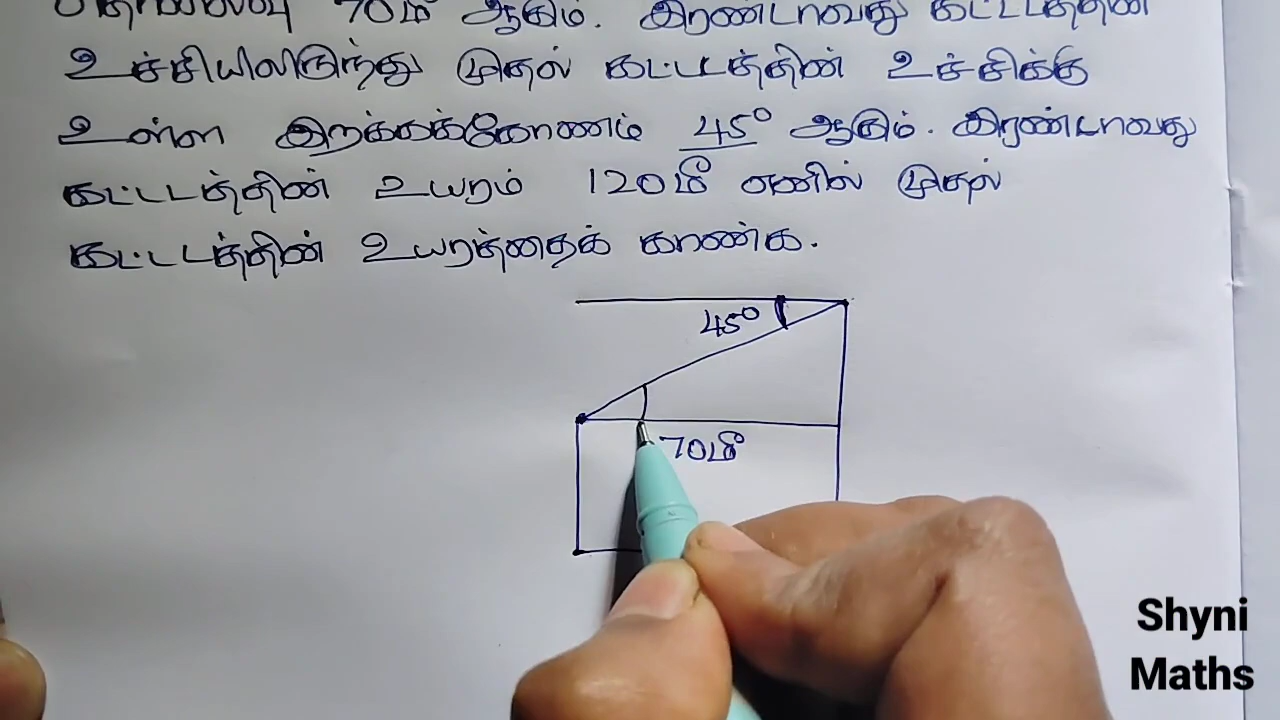 தொலைவு 70மீ ஆகும். இரண்டாவது கட்டடத்தின்
உச்சியிலிருந்து முதல் கட்டடத்தின் உச்சிக்கு
உள்ள இறக்கக்கோணம் 45° ஆகும். இரண்டாவது
கட்டடத்தின் உயரம் 120மீ எனில் முதல்
கட்டடத்தின் உயரத்தைக் காண்க.
45°
70மீ
Shyni
Maths